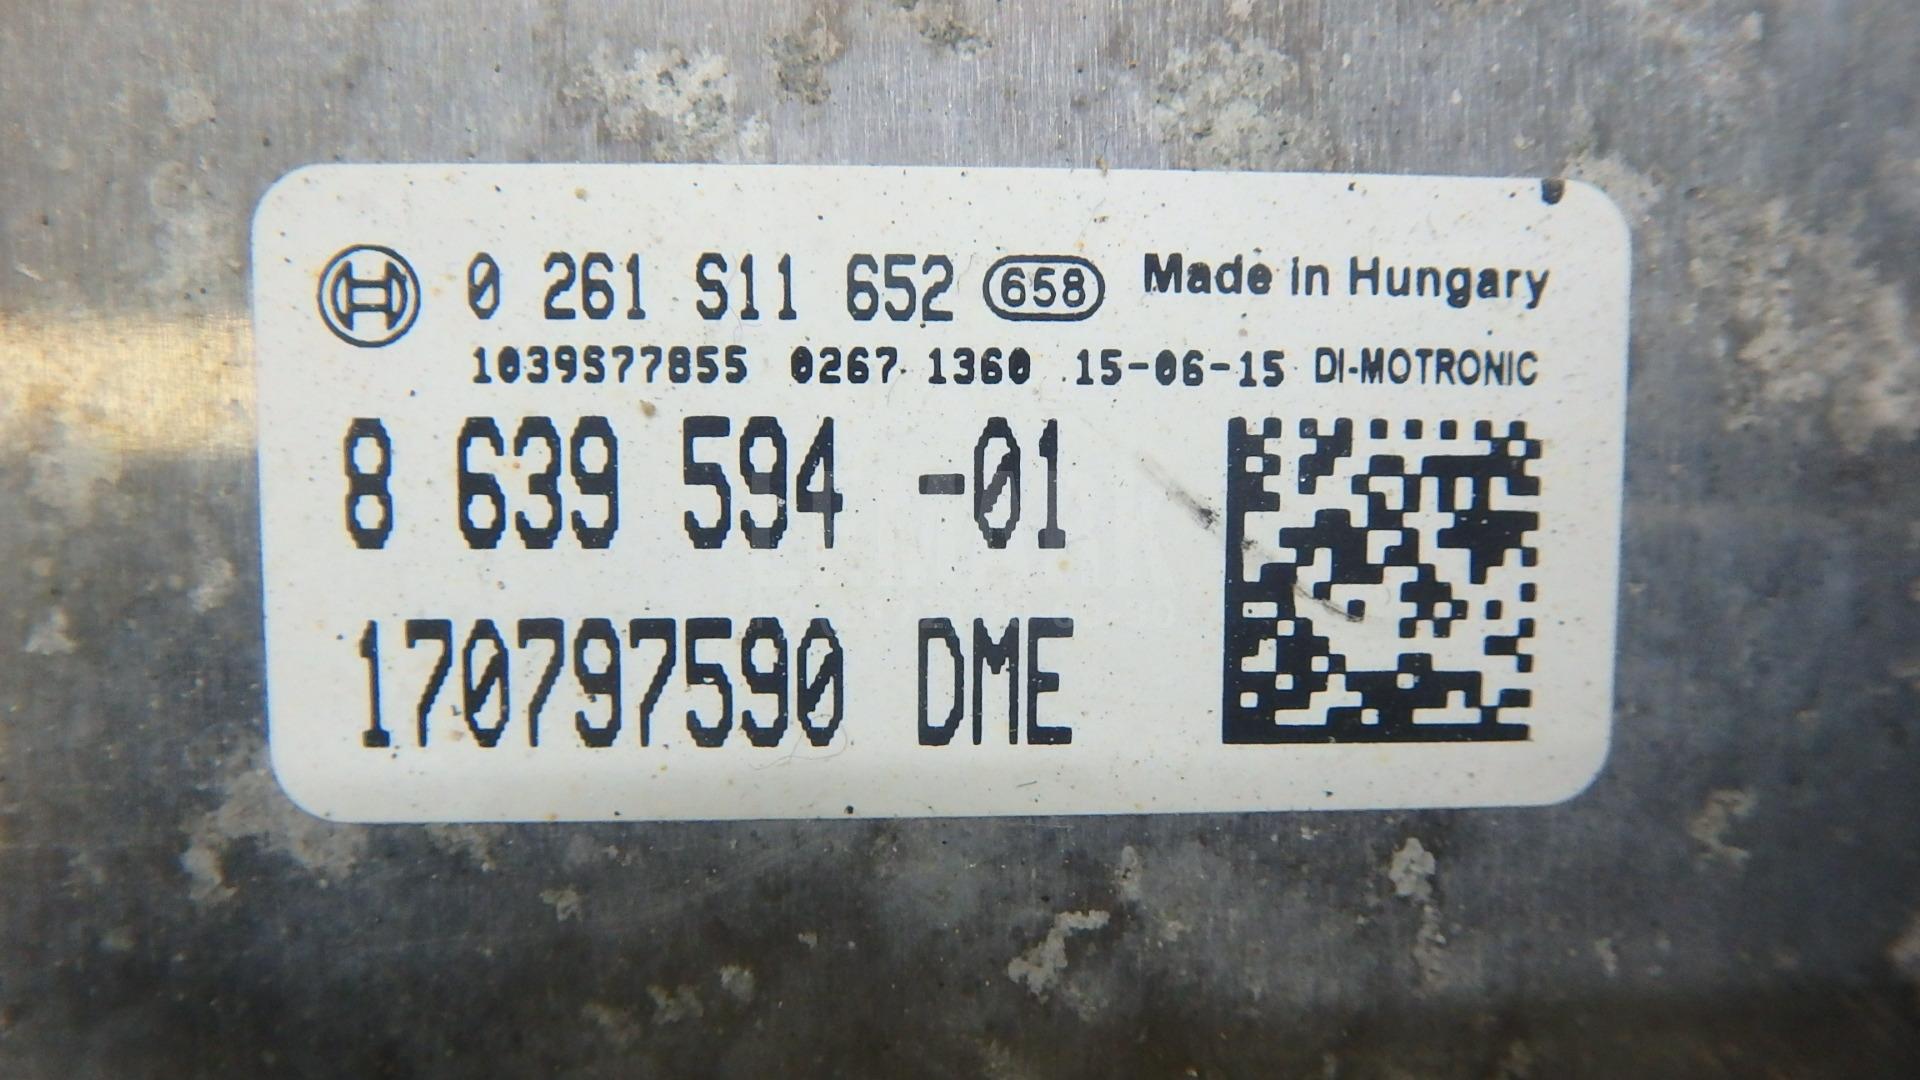 0 261 S11 652 658 Made in Hungary
1039S77855 0267 1360 15-06-15 DI-MOTRONIC
8 639 594 -01
170797590 DME